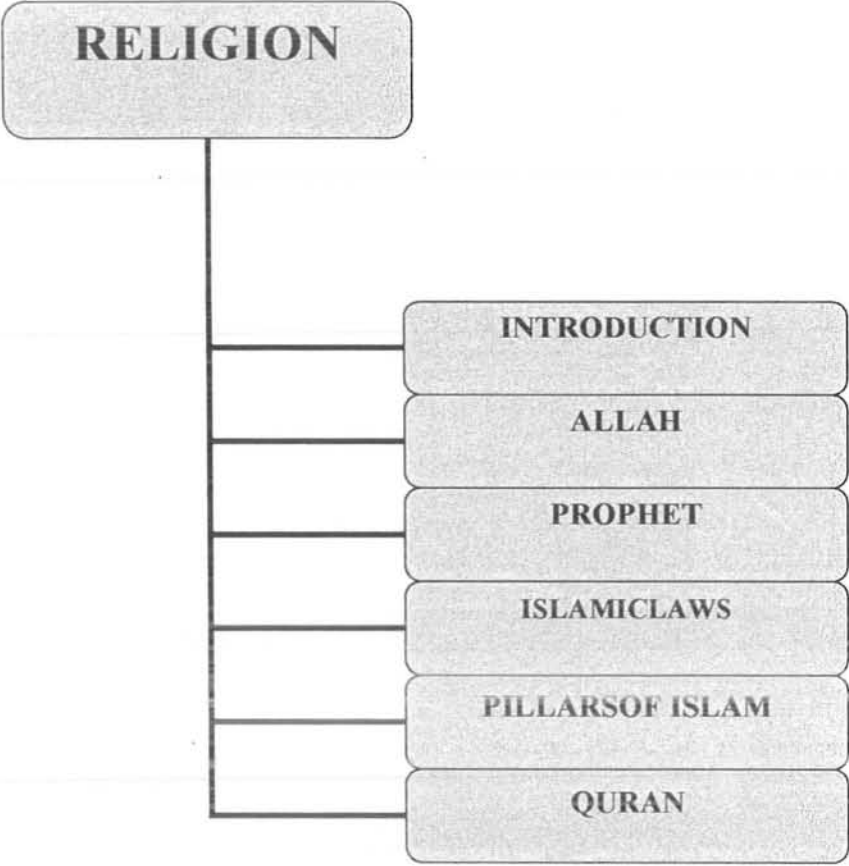 RELIGION
INTRODUCTION
ALLAH
PROPHET
ISLAMICLAWS
PILLARSOF ISLAM
QURAN